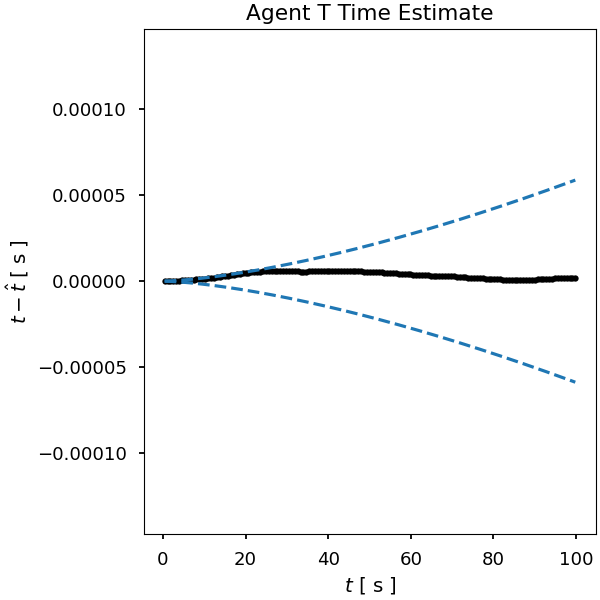 Agent T Time Estimate
0.00010
0.00005
0.00000
−0.00005
−0.00010
t − t̂ [ s ]
0 20 40 60 80 100
t [ s ]